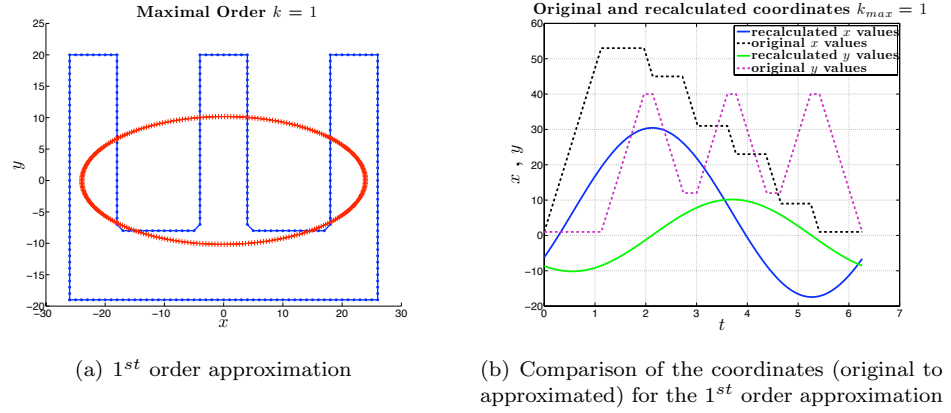 Maximal Order k = 1
20
15
10
5
0
−5
−10
−15
−20
y
−30
−20
−10
0
10
20
30
x
(a) 1st order approximation
Original and recalculated coordinates kmax = 1
recalculated x values
original x values
recalculated y values
original y values
60
50
40
30
20
10
0
−10
−20
x , y
0
1
2
3
4
5
6
7
t
(b) Comparison of the coordinates (original to
approximated) for the 1st order approximation